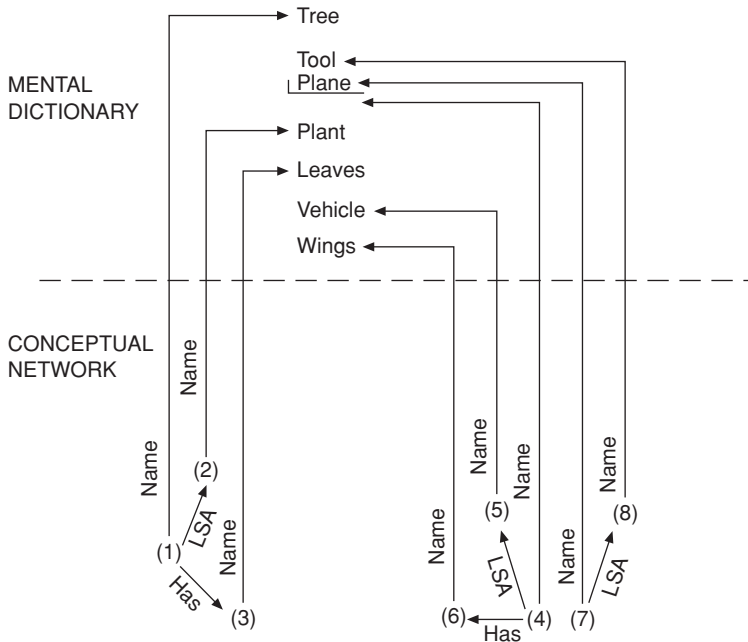 Tree
Tool
MENTAL
DICTIONARY
Plane
Plant
Leaves
Vehicle
Wings
CONCEPTUAL
NETWORK
Name
Name
Name
Name
Name
Name
Name
Name
(1)
(2)
(3)
(4)
(5)
(6)
(7)
(8)
LSA
Has
LSA
Has
LSA